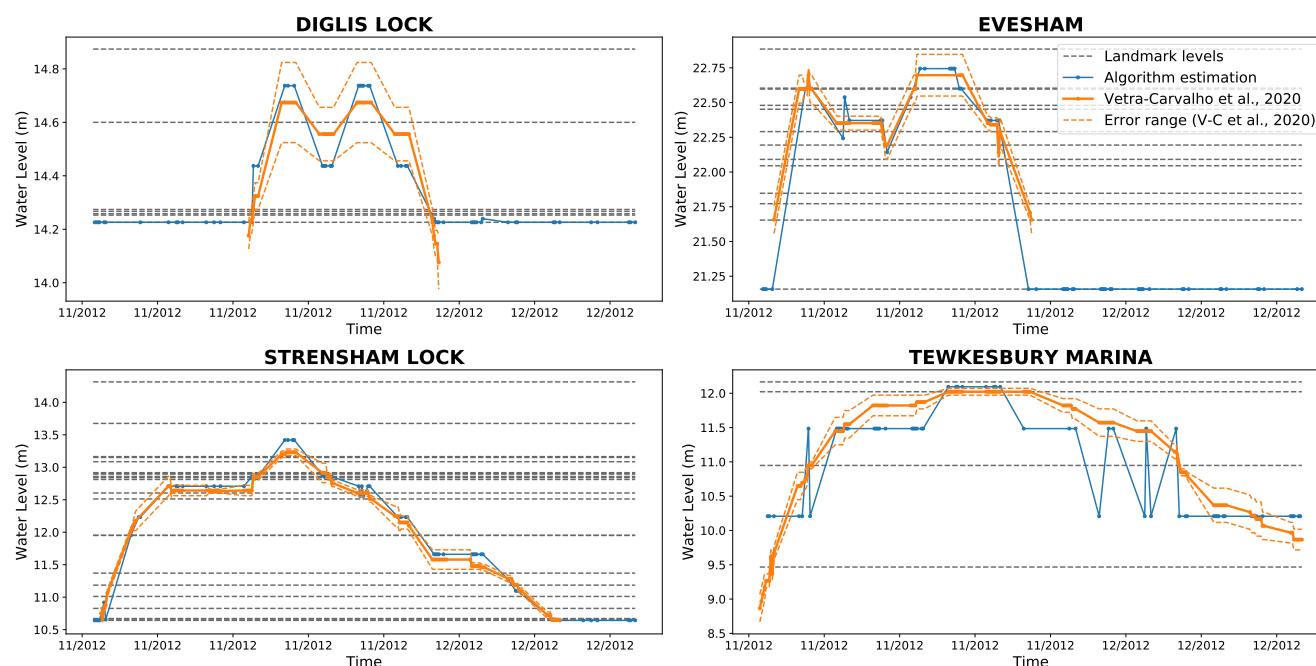 DIGLIS LOCK
Water Level (m)
14.8
14.6
14.4
14.2
14.0
11/2012 11/2012 11/2012 11/2012 11/2012 12/2012 12/2012 12/2012
Time
EVESHAM
Water Level (m)
22.75
22.50
22.25
22.00
21.75
21.50
21.25
Landmark levels
Algorithm estimation
Vetra-Carvalho et al., 2020
Error range (V-C et al., 2020)
11/2012 11/2012 11/2012 11/2012 11/2012 12/2012 12/2012 12/2012
Time
STRENSHAM LOCK
Water Level (m)
14.0
13.5
13.0
12.5
12.0
11.5
11.0
10.5
11/2012 11/2012 11/2012 11/2012 11/2012 12/2012 12/2012 12/2012
Time
TEWKESBURY MARINA
Water Level (m)
12.0
11.5
11.0
10.5
10.0
9.5
9.0
8.5
11/2012 11/2012 11/2012 11/2012 11/2012 12/2012 12/2012 12/2012
Time